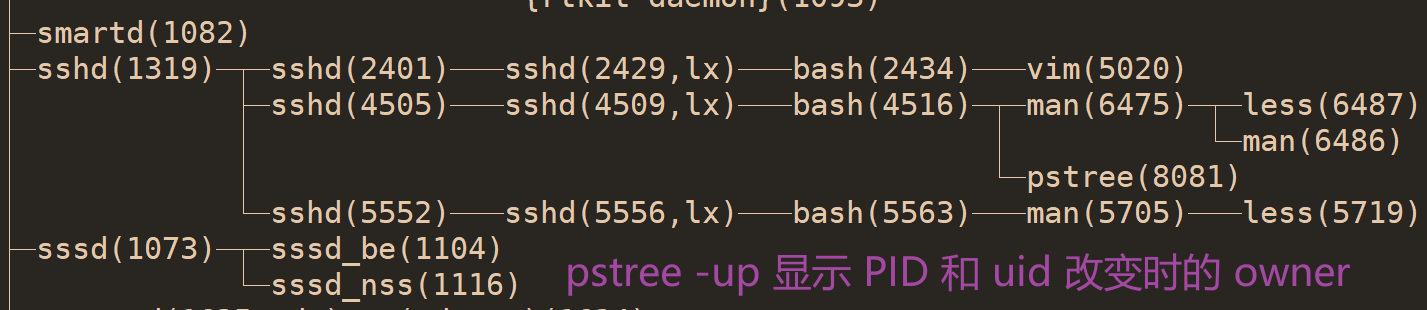 {rtkit-daemon}(1095)
smartd(1082)
sshd(1319) sshd(2401) sshd(2429,lx) bash(2434) vim(5020)
sshd(4505) sshd(4509,lx) bash(4516) man(6475) less(6487)
man(6486)
pstree(8081)
sshd(5552) sshd(5556,lx) bash(5563) man(5705) less(5719)
sssd(1073) sssd_be(1104)
sssd_nss(1116)
pstree -up 显示 PID 和 uid 改变时的 owner